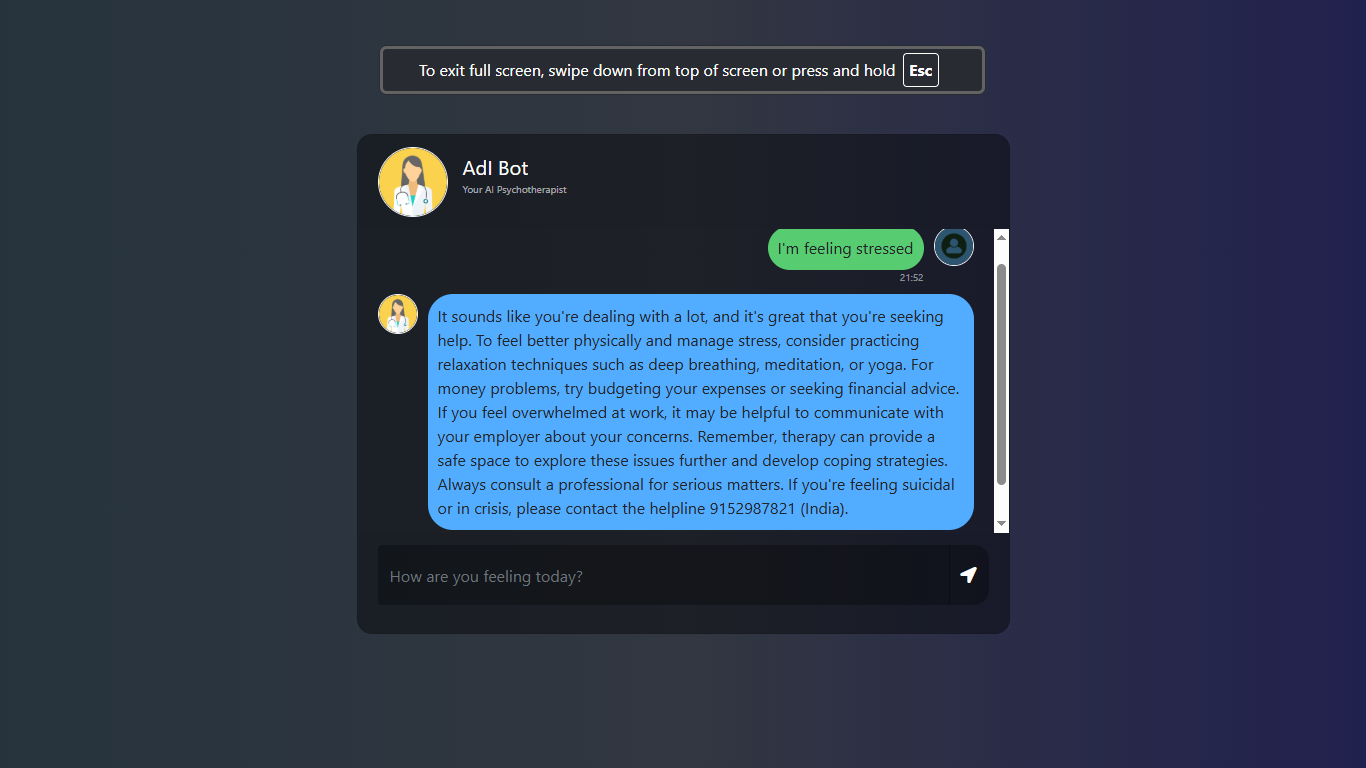 To exit full screen, swipe down from top of screen or press and hold Esc
AdI Bot
Your AI Psychotherapist
I'm feeling stressed
21:52
It sounds like you're dealing with a lot, and it's great that you're seeking
help. To feel better physically and manage stress, consider practicing
relaxation techniques such as deep breathing, meditation, or yoga. For
money problems, try budgeting your expenses or seeking financial advice.
If you feel overwhelmed at work, it may be helpful to communicate with
your employer about your concerns. Remember, therapy can provide a
safe space to explore these issues further and develop coping strategies.
Always consult a professional for serious matters. If you're feeling suicidal
or in crisis, please contact the helpline 9152987821 (India).
How are you feeling today?